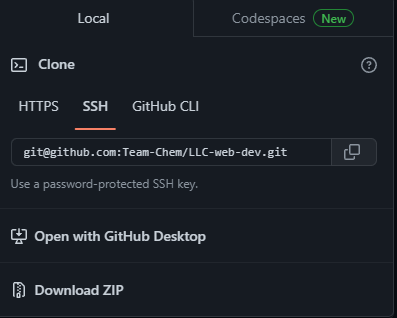 Local
Codespaces New
Clone
HTTPS SSH GitHub CLI
git@github.com:Team-Chem/LLC-web-dev.git
Use a password-protected SSH key.
Open with GitHub Desktop
Download ZIP